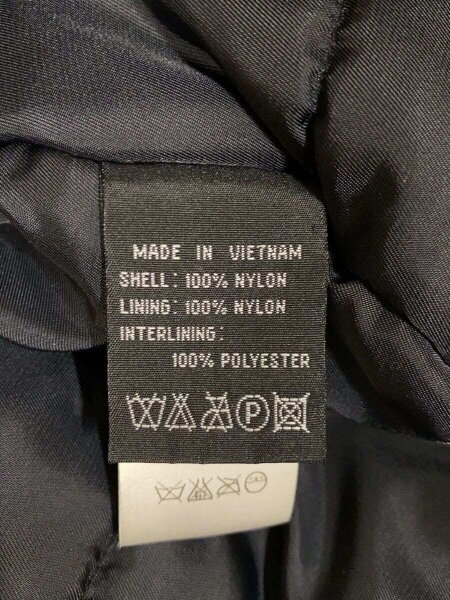 MADE IN VIETNAM
SHELL: 100% NYLON
LINING: 100% NYLON
INTERLINING:
100% POLYESTER
P